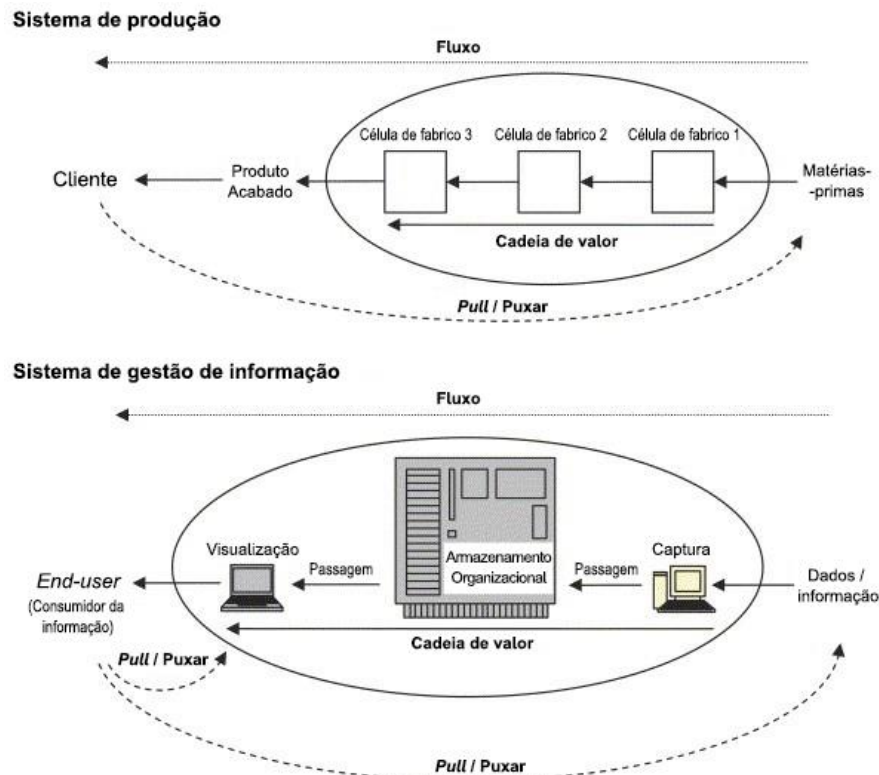 Sistema de produção
Fluxo
Célula de fabrico 3
Célula de fabrico 2
Célula de fabrico 1
Cliente
Produto
Acabado
Matérias-
-primas
Cadeia de valor
Pull / Puxar
Sistema de gestão de informação
Fluxo
Visualização
Passagem
Armazenamento
Organizacional
Passagem
Captura
End-user
(Consumidor da
informação)
Dados /
informação
Cadeia de valor
Pull / Puxar
Pull / Puxar